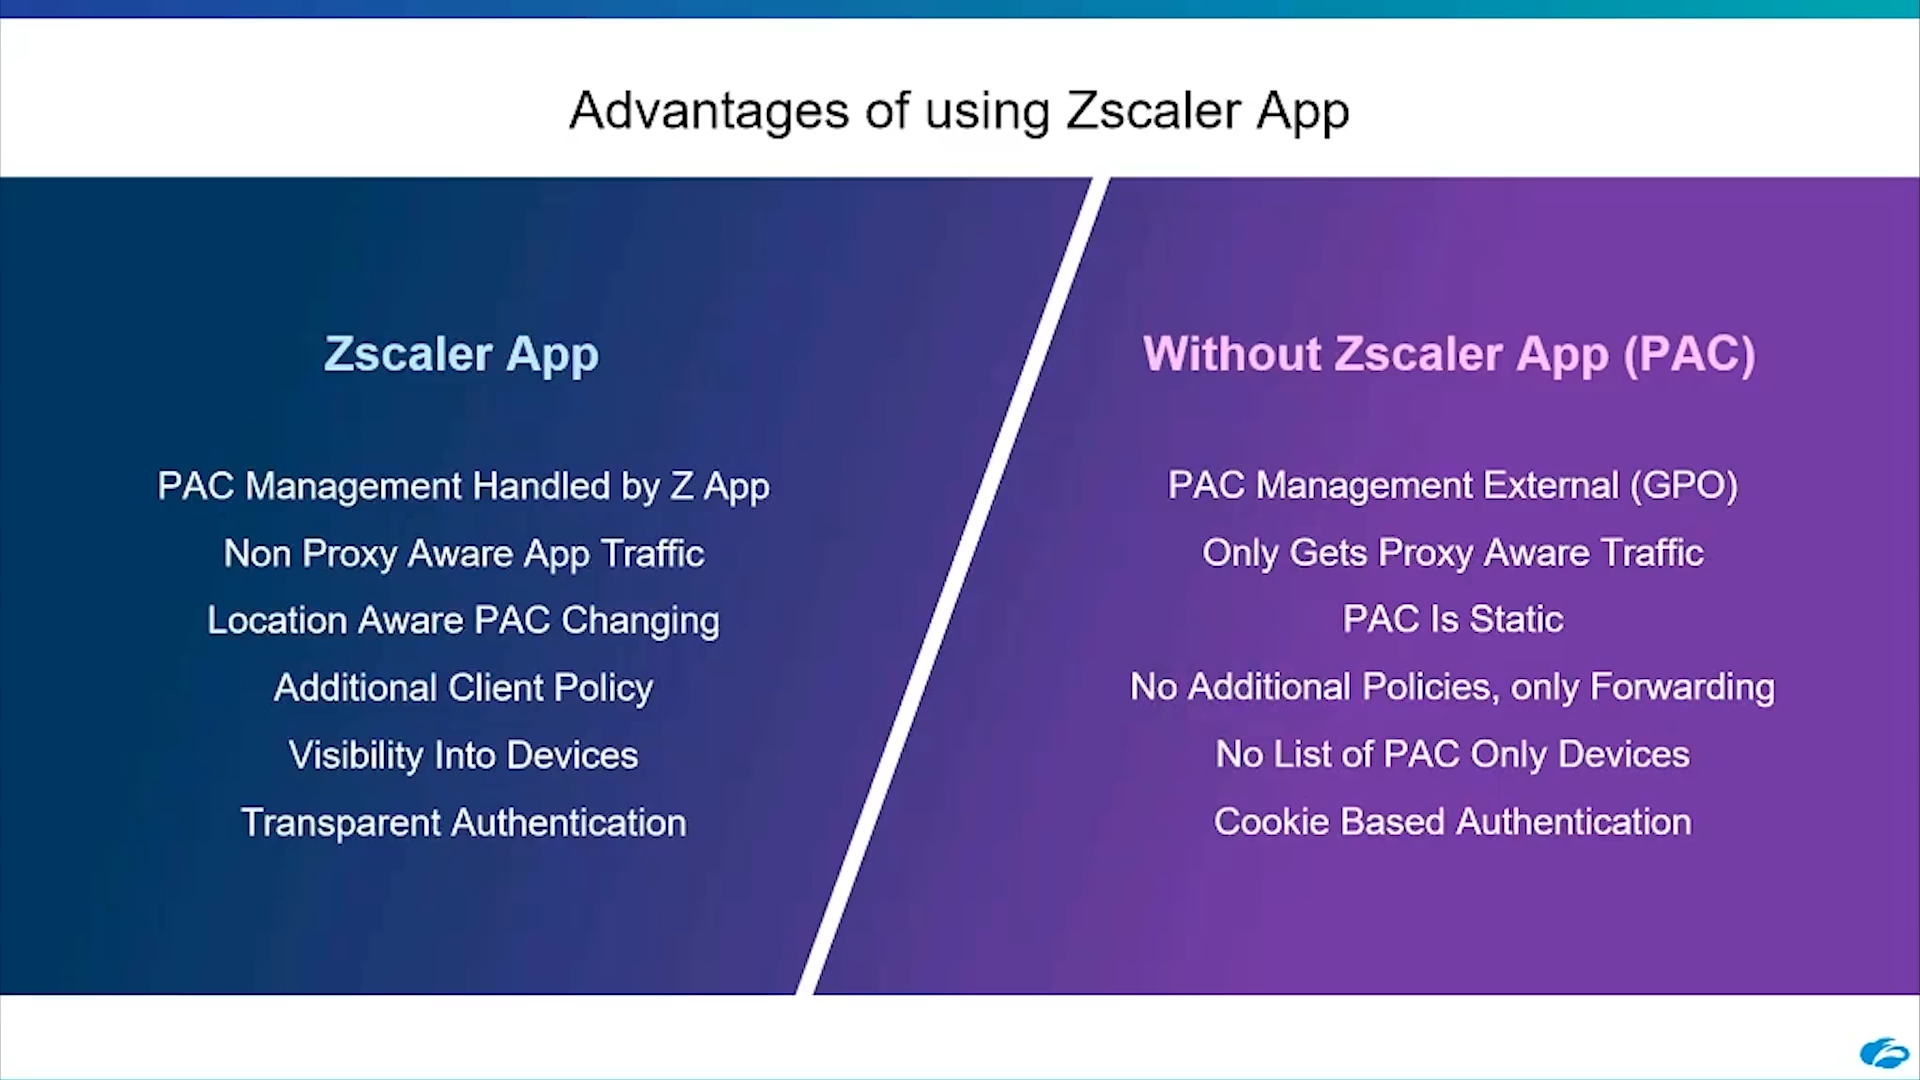 Advantages of using Zscaler App
Zscaler App
PAC Management Handled by Z App
Non Proxy Aware App Traffic
Location Aware PAC Changing
Additional Client Policy
Visibility Into Devices
Transparent Authentication
Without Zscaler App (PAC)
PAC Management External (GPO)
Only Gets Proxy Aware Traffic
PAC Is Static
No Additional Policies, only Forwarding
No List of PAC Only Devices
Cookie Based Authentication